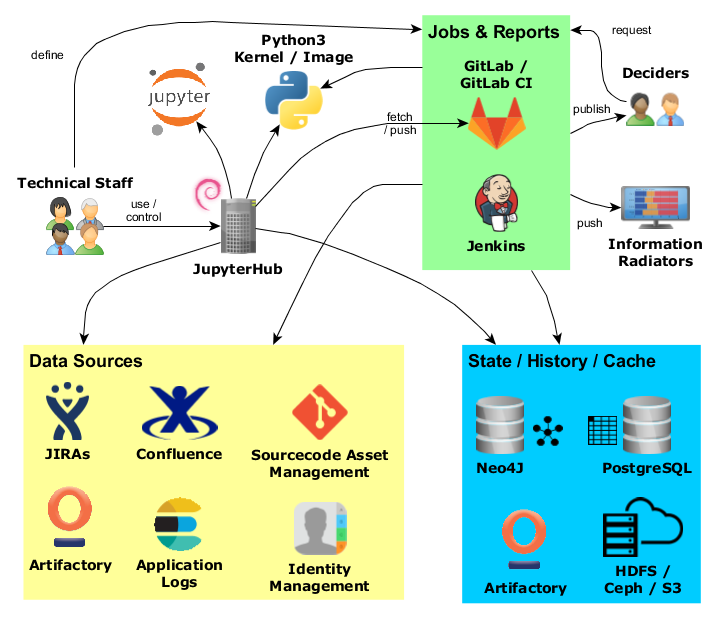 define
Python3
Kernel / Image
jupyter
Jobs & Reports
GitLab /
GitLab CI
request
Deciders
publish
fetch
/ push
Technical Staff
use /
control
JupyterHub
Jenkins
push
Information
Radiators
Data Sources
JIRAs
Confluence
Sourcecode Asset
Management
Artifactory
Application
Logs
Identity
Management
State / History / Cache
Neo4J
PostgreSQL
Artifactory
HDFS /
Ceph / S3